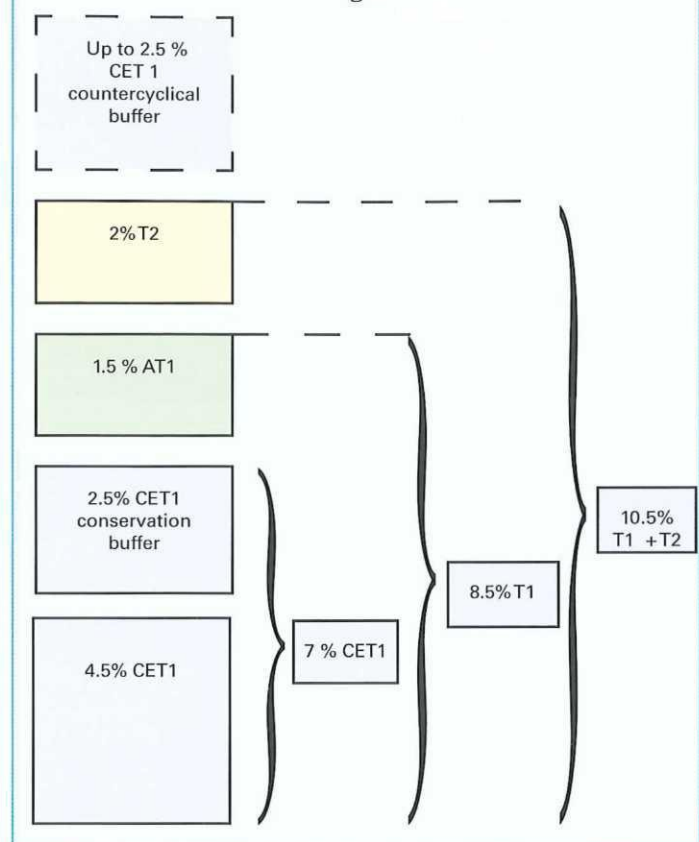 Up to 2.5 %
CET 1
countercyclical
buffer
2% T2
1.5 % AT1
2.5% CET1
conservation
buffer
10.5%
T1 +T2
8.5% T1
7 % CET1
4.5% CET1